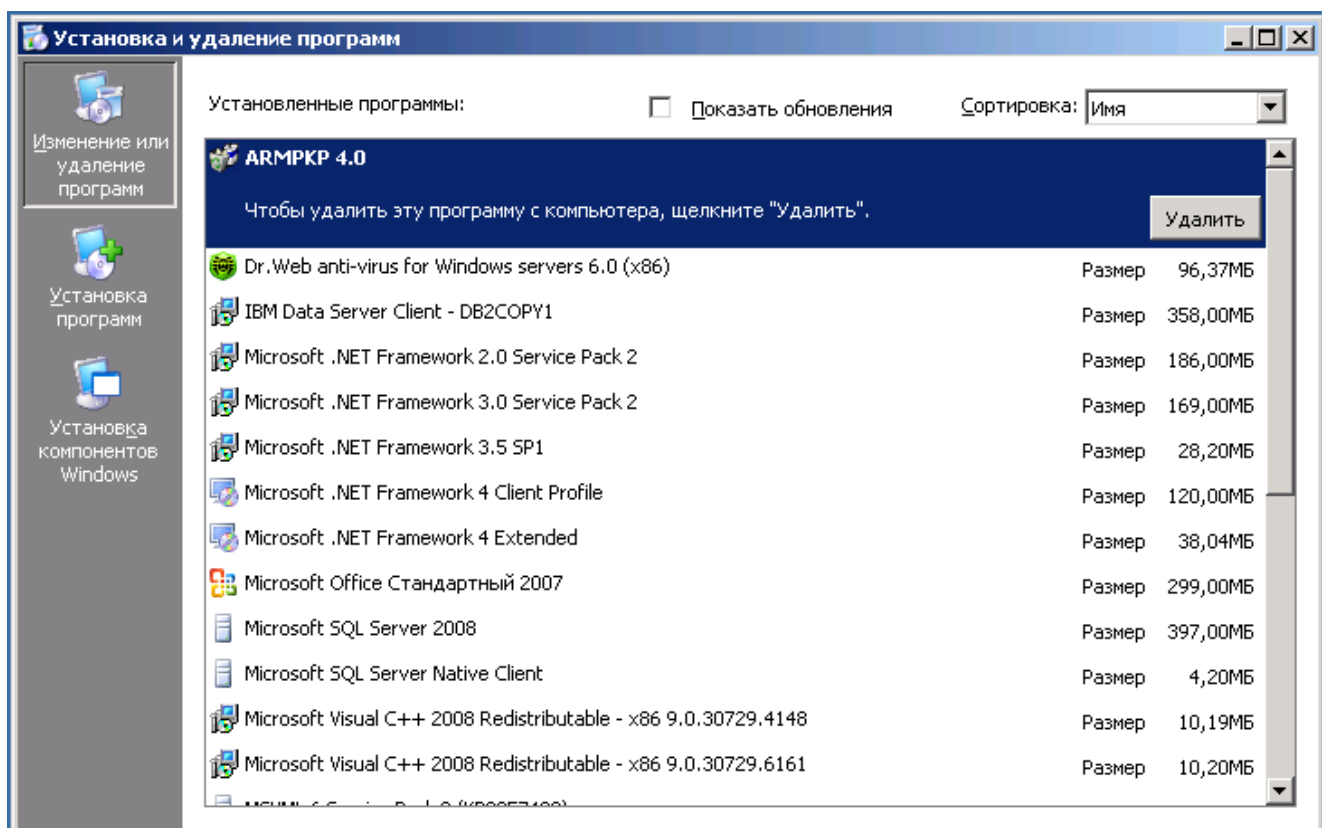 Установка и удаление программ
Изменение или
удаление
программ
Установка
программ
Установка
компонентов
Windows
Установленные программы: Показать обновления Сортировка: Имя
ARMPKP 4.0
Чтобы удалить эту программу с компьютера, щелкните "Удалить". Удалить
Dr.Web anti-virus for Windows servers 6.0 (x86) Размер 96,37МБ
IBM Data Server Client - DB2COPY1 Размер 358,00МБ
Microsoft .NET Framework 2.0 Service Pack 2 Размер 186,00МБ
Microsoft .NET Framework 3.0 Service Pack 2 Размер 169,00МБ
Microsoft .NET Framework 3.5 SP1 Размер 28,20МБ
Microsoft .NET Framework 4 Client Profile Размер 120,00МБ
Microsoft .NET Framework 4 Extended Размер 38,04МБ
Microsoft Office Стандартный 2007 Размер 299,00МБ
Microsoft SQL Server 2008 Размер 397,00МБ
Microsoft SQL Server Native Client Размер 4,20МБ
Microsoft Visual C++ 2008 Redistributable - x86 9.0.30729.4148 Размер 10,19МБ
Microsoft Visual C++ 2008 Redistributable - x86 9.0.30729.6161 Размер 10,20МБ